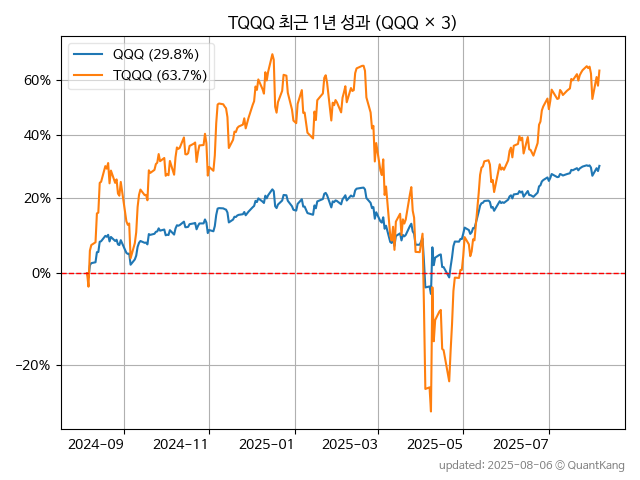 TQQQ 최근 1년 성과 (QQQ × 3)
QQQ (29.8%)
TQQQ (63.7%)
60%
40%
20%
0%
−20%
2024−09
2024−11
2025−01
2025−03
2025−05
2025−07
updated: 2025-08-06 © QuantKang